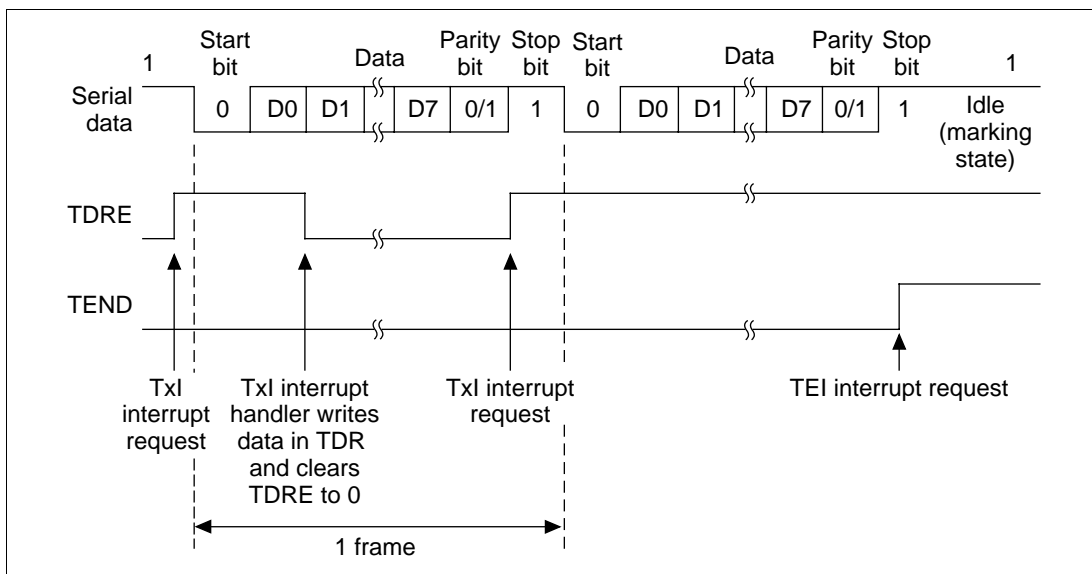 Start bit
Data
Parity bit
Stop bit
Start bit
Data
Parity bit
Stop bit
1
1
Serial data
0 D0 D1 D7 0/1 1 0 D0 D1 D7 0/1 1
Idle (marking state)
TDRE
TEND
TxI
interrupt
request
TxI interrupt
handler writes
data in TDR
and clears
TDRE to 0
TxI interrupt
request
TEI interrupt request
1 frame